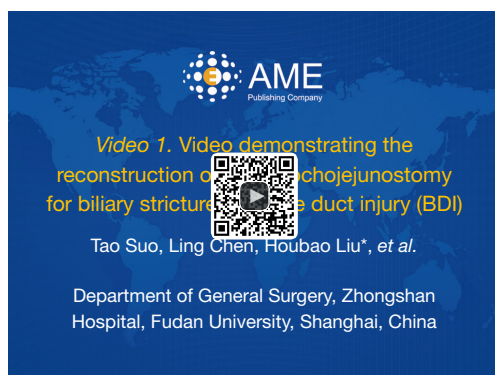 AME
Publishing Company
Video 1. Video demonstrating the
reconstruction ochojejunostomy
for biliary stricture duct injury (BDI)
Tao Suo, Ling Chen, Houbao Liu*, et al.
Department of General Surgery, Zhongshan
Hospital, Fudan University, Shanghai, China